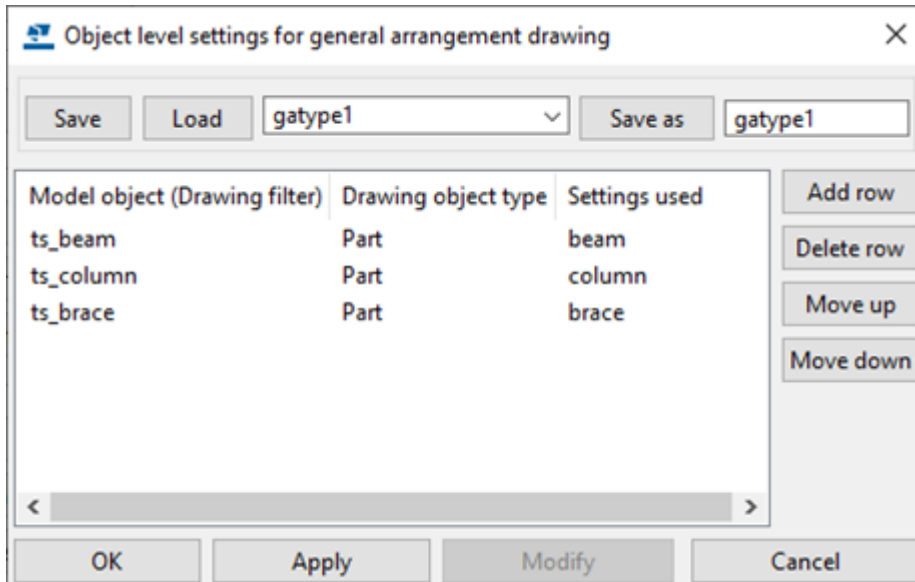 Object level settings for general arrangement drawing
Save Load gatype1 Save as gatype1
Model object (Drawing filter) Drawing object type Settings used
ts_beam Part beam
ts_column Part column
ts_brace Part brace
Add row
Delete row
Move up
Move down
OK Apply Modify Cancel